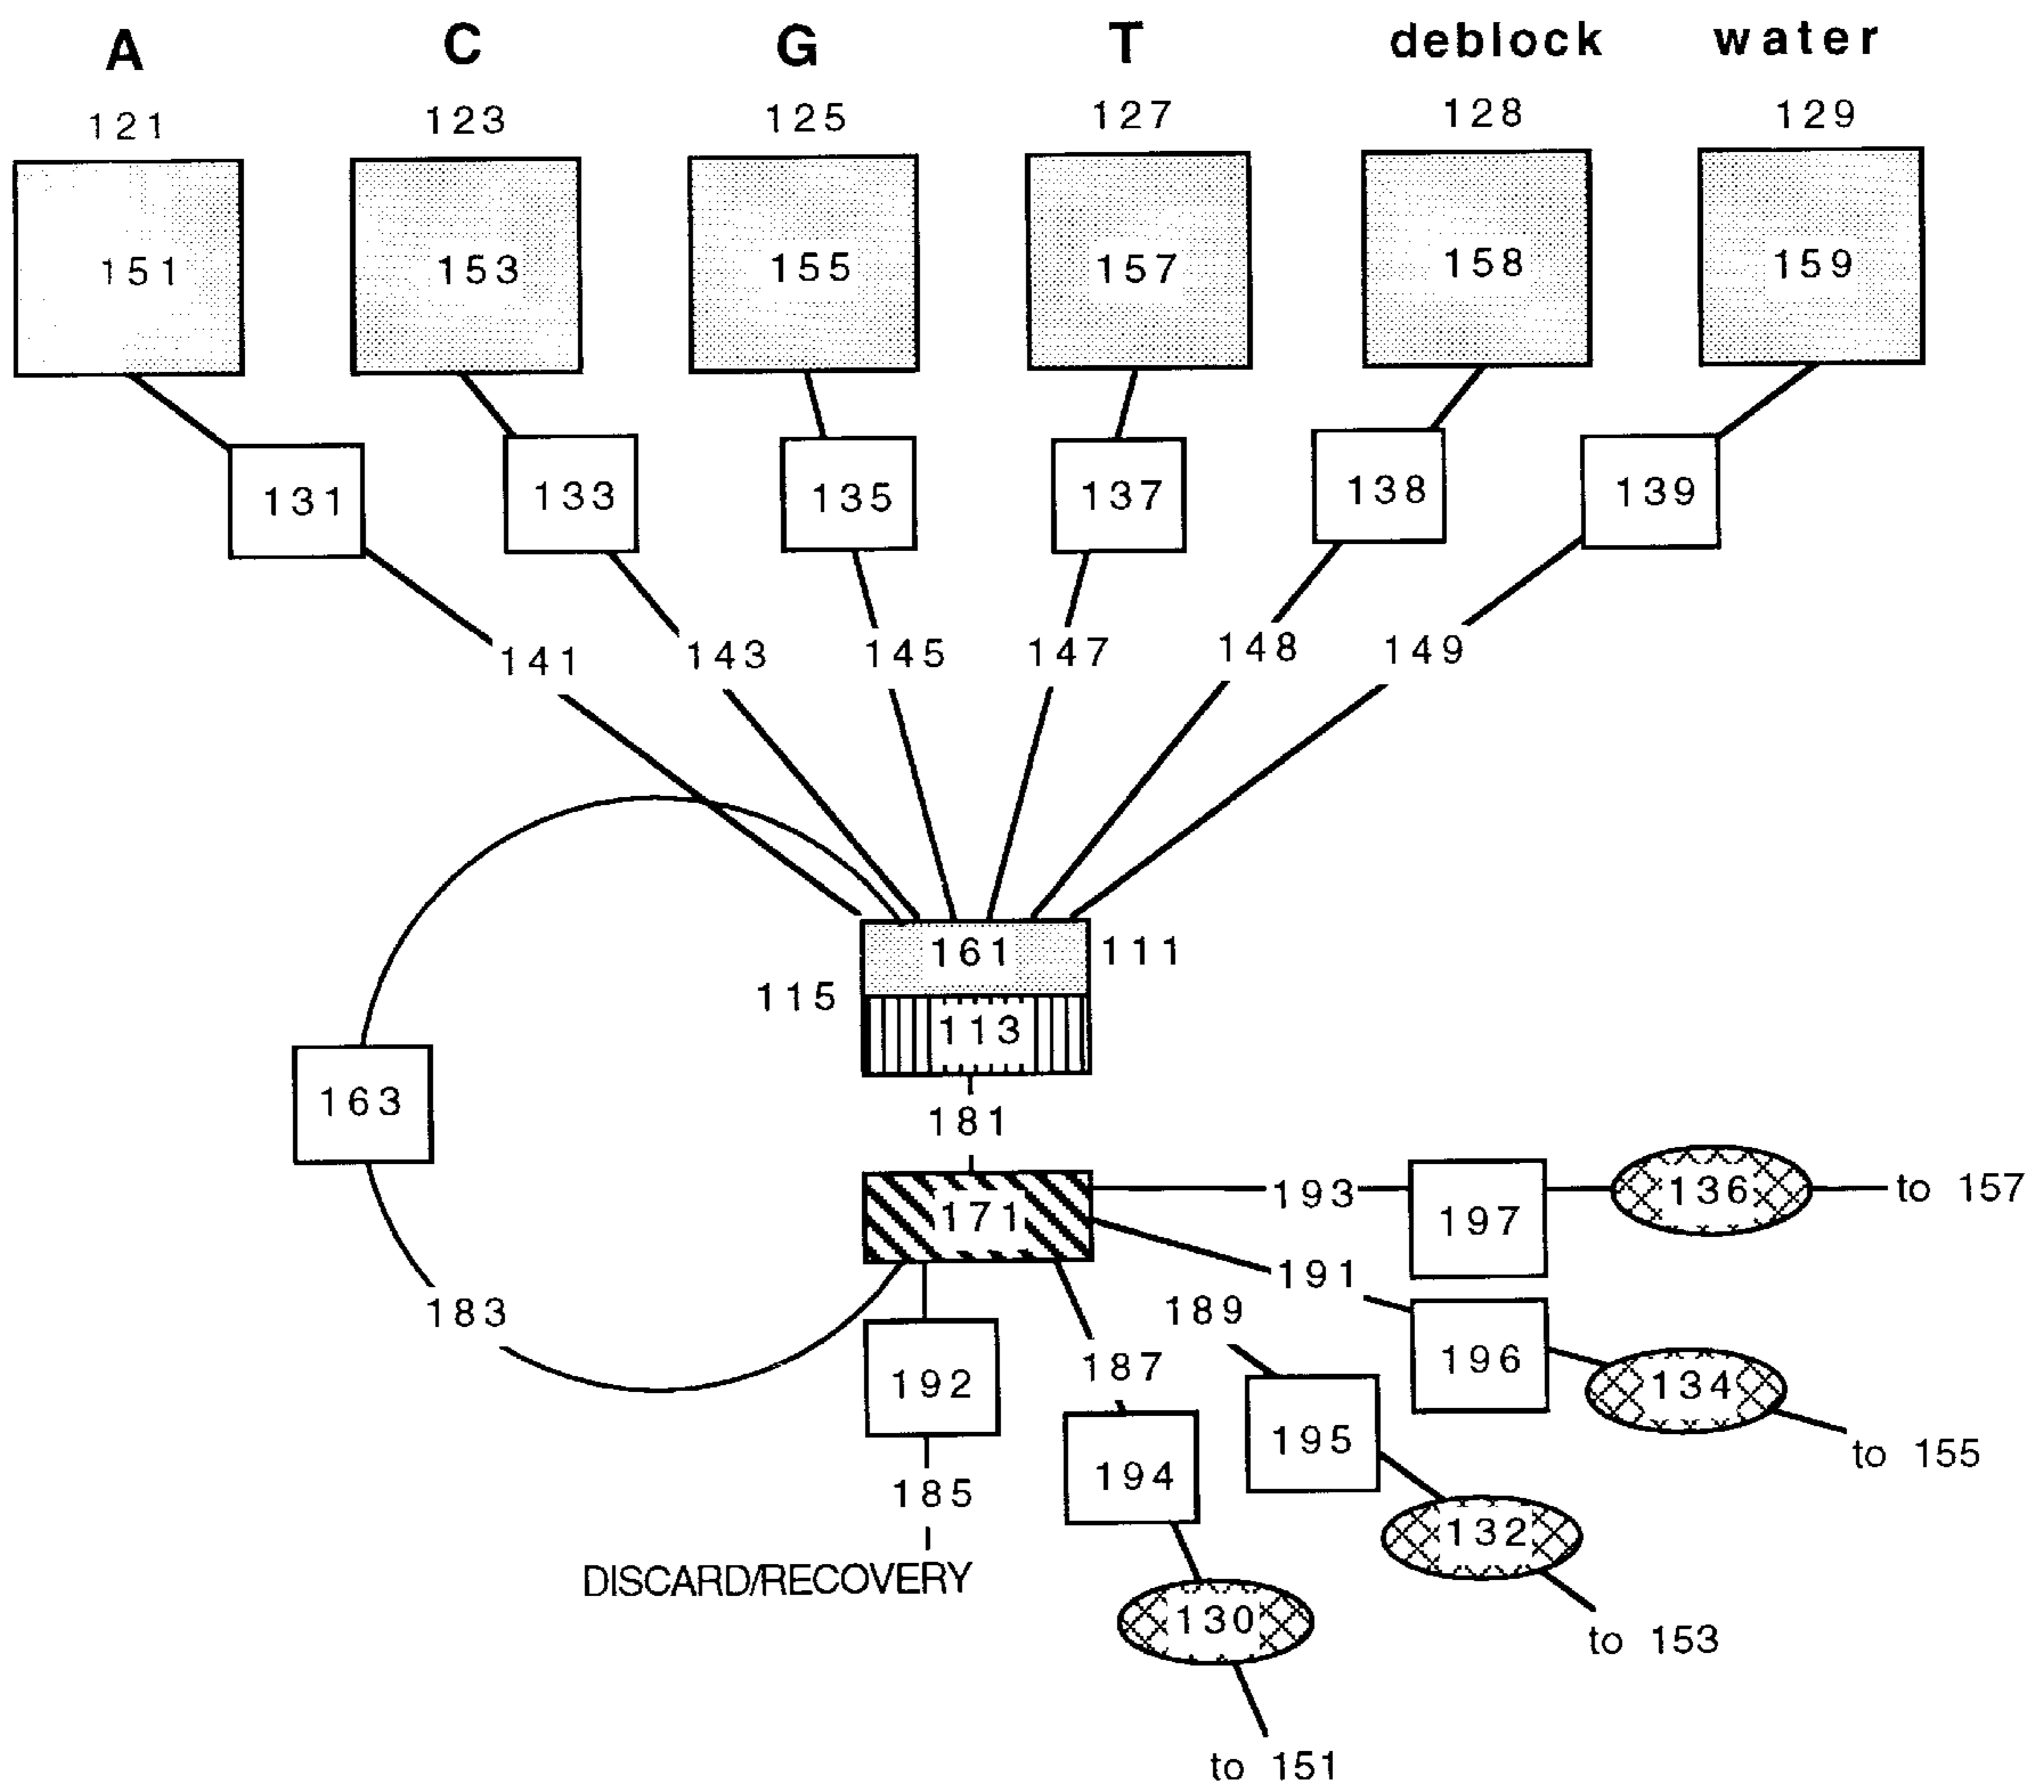 A C G T deblock water
121 123 125 127 128 129
151 153 155 157 158 159
131 133 135 137 138 139
141 143 145 147 148 149
161 111
115
113
163
181
193 136 to 157
171 197
191
183 189
187 196 134
192
195 to 155
194
185
132
DISCARD/RECOVERY
130 to 153
to 151